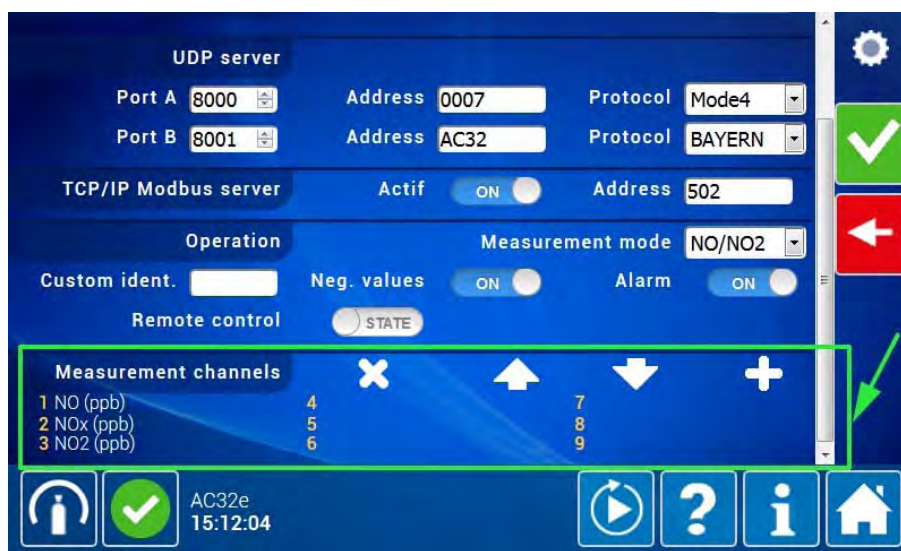 UDP server
Port A 8000 Address 0007 Protocol Mode4
Port B 8001 Address AC32 Protocol BAYERN
TCP/IP Modbus server Actif ON Address 502
Operation Measurement mode NO/NO2
Custom ident. Neg. values ON Alarm ON
Remote control STATE
Measurement channels
1 NO (ppb) 4 7
2 NOx (ppb) 5 8
3 NO2 (ppb) 6 9
AC32e
15:12:04